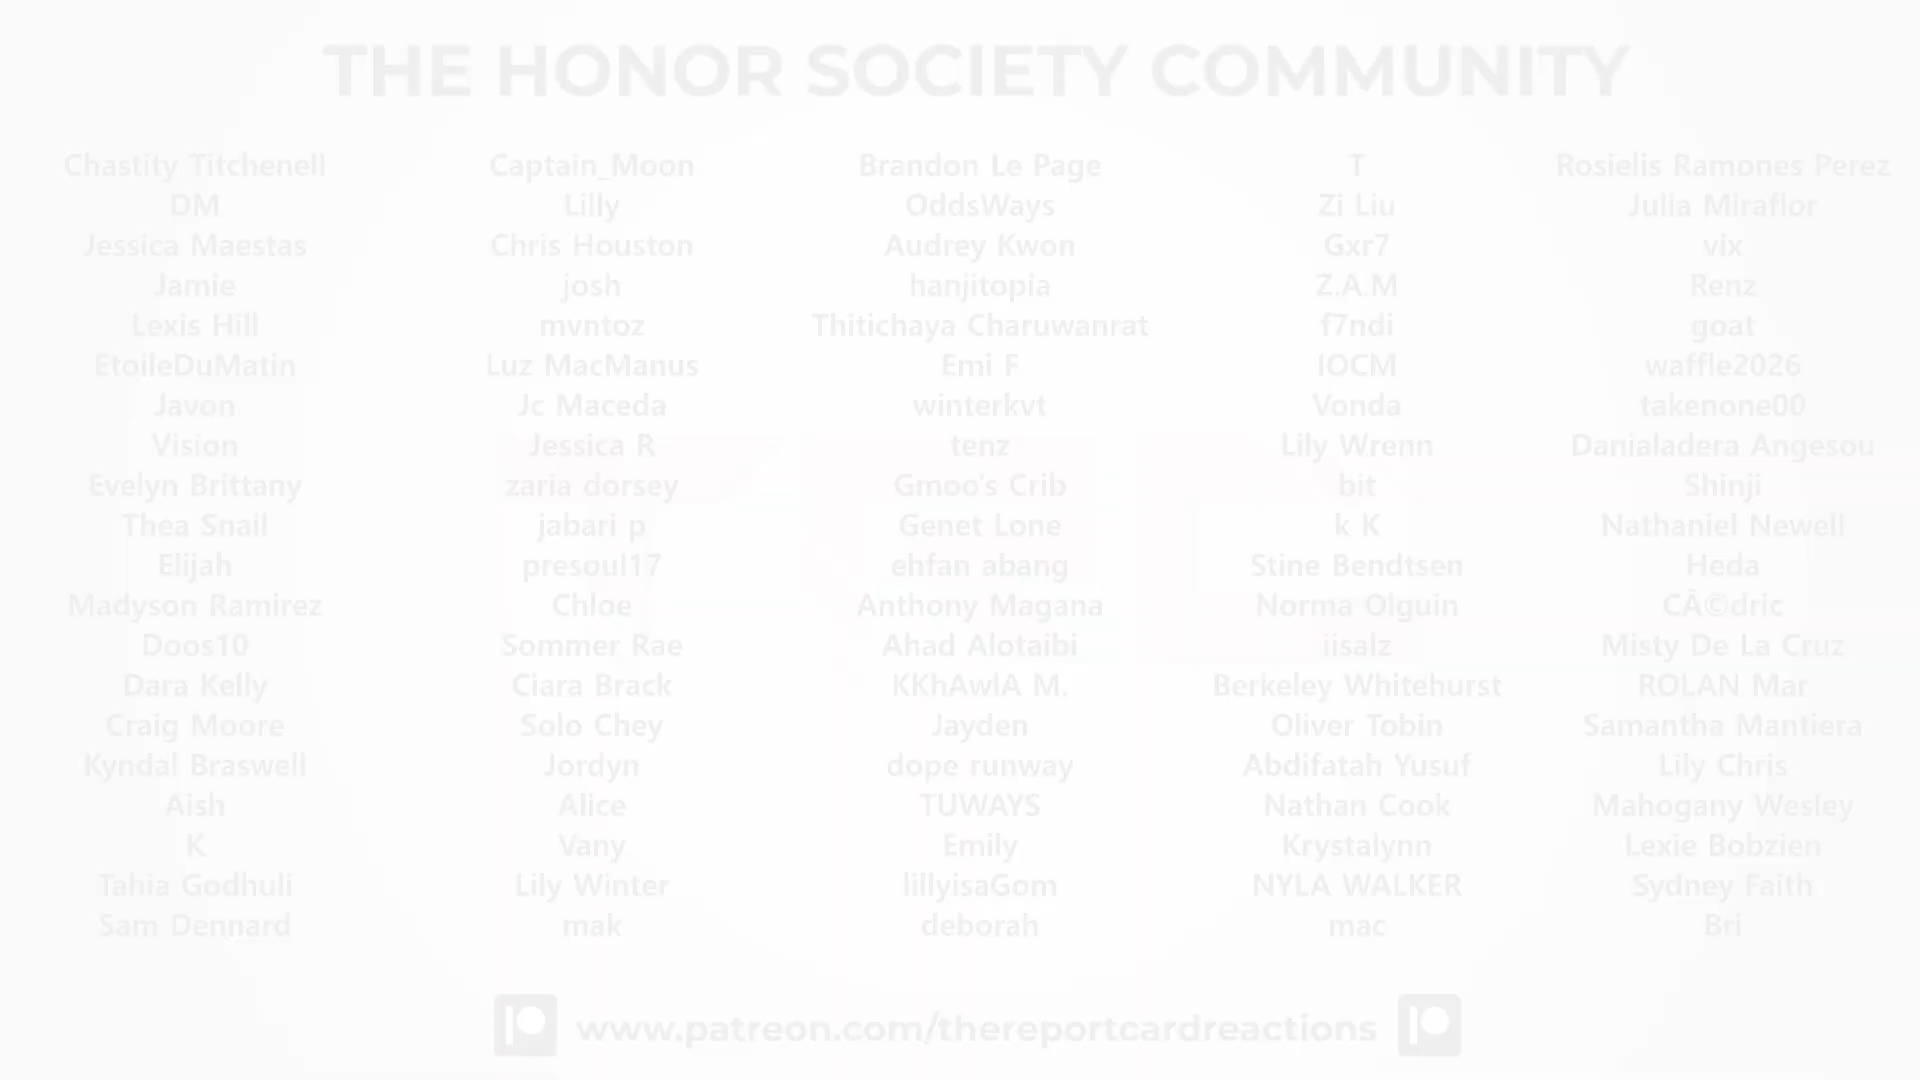 THE HONOR SOCIETY COMMUNITY
Chastity Titchenell Captain_Moon Brandon Le Page T Rosielis Ramones Perez
DM Lilly OddsWays Zi Liu Julia Miraflor
Jessica Maestas Chris Houston Audrey Kwon Gxr7 vix
Jamie josh hanjitopia Z.A.M Renz
Lexis Hill mvntoz Thitichaya Charuwanrat f7ndi goat
EtoileDuMatin Luz MacManus Emi F IOCM waffle2026
Javon Jc Maceda winterkvt Vonda takenone00
Vision Jessica R tenz Lily Wrenn Danialadera Angesou
Evelyn Brittany zaria dorsey Gmoo's Crib bit Shinji
Thea Snail jabari p Genet Lone k K Nathaniel Newell
Elijah presoul17 ehfan abang Stine Bendtsen Heda
Madyson Ramirez Chloe Anthony Magana Norma Olguin CÃ©dric
Doos10 Sommer Rae Ahad Alotaibi iisalz Misty De La Cruz
Dara Kelly Ciara Brack KKhAwlA M. Berkeley Whitehurst ROLAN Mar
Craig Moore Solo Chey Jayden Oliver Tobin Samantha Mantiera
Kyndal Braswell Jordyn dope runway Abdifatah Yusuf Lily Chris
Aish Alice TUWAYS Nathan Cook Mahogany Wesley
K Vany Emily Krystalynn Lexie Bobzien
Tahia Godhuli Lily Winter lillyisaGom NYLA WALKER Sydney Faith
Sam Dennard mak deborah mac Bri
www.patreon.com/thereportcardreactions